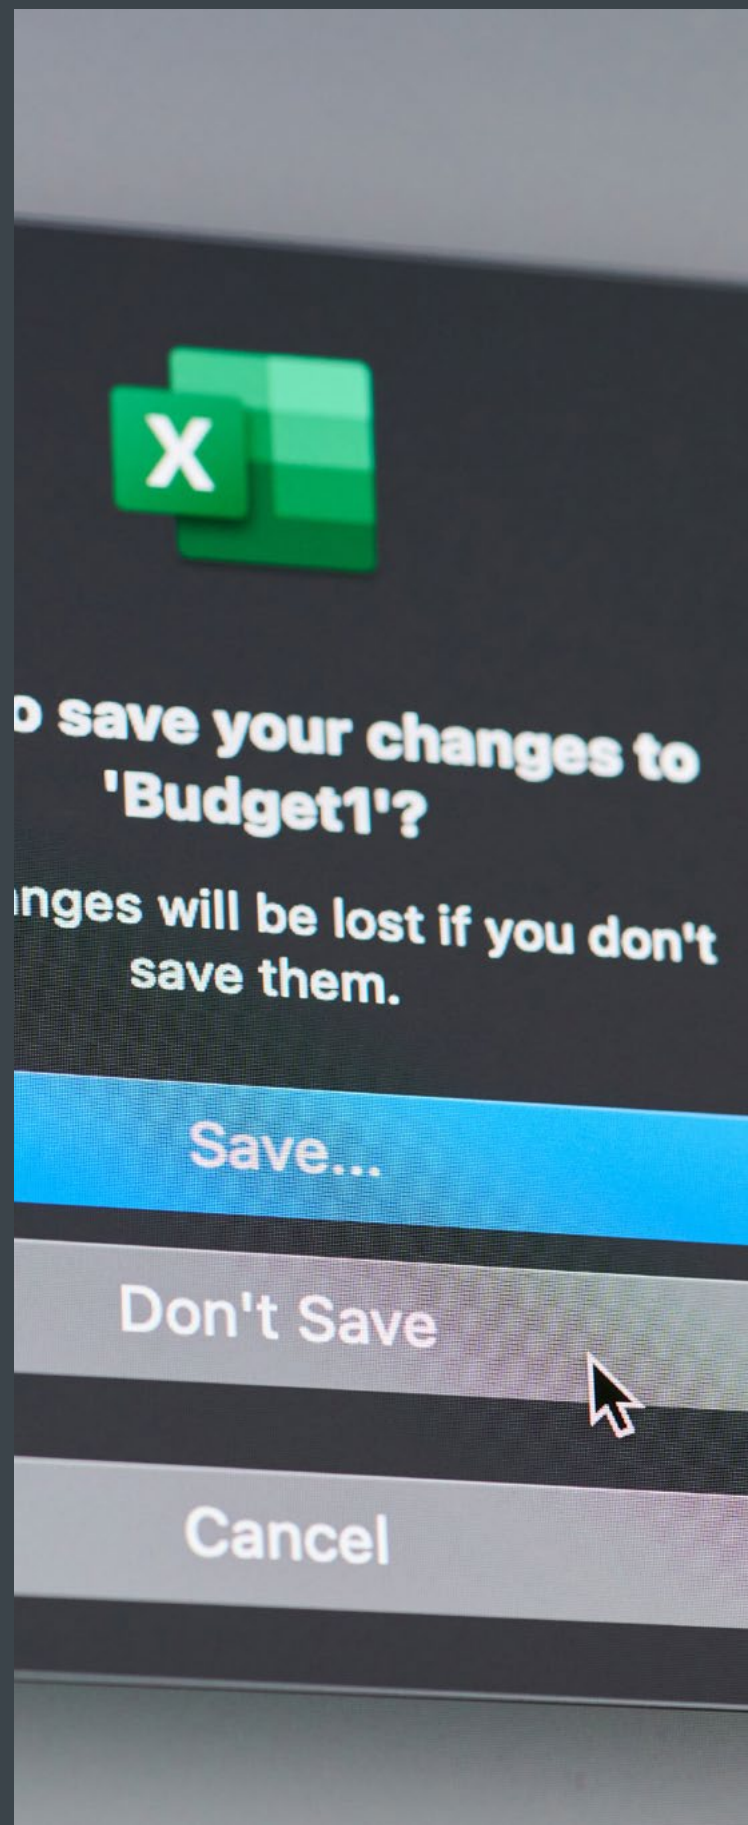 X
o save your changes to
'Budget1'?
nges will be lost if you don't
save them.
Save...
Don't Save
Cancel